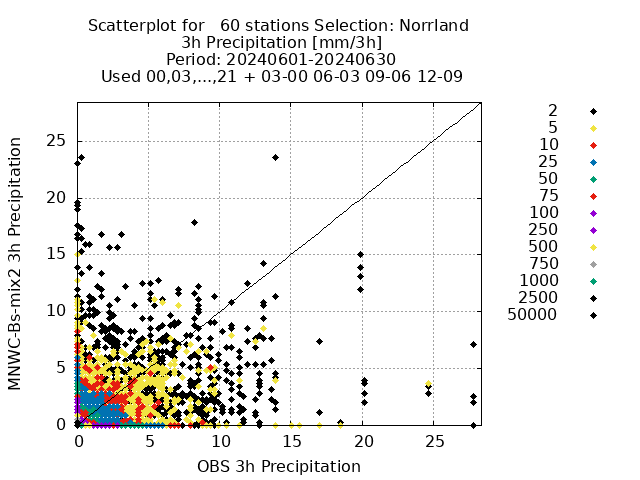 Scatterplot for   60 stations Selection: Norrland
3h Precipitation [mm/3h]
Period: 20240601-20240630
Used 00,03,...,21 + 03-00 06-03 09-06 12-09
MNWC-Bs-mix2 3h Precipitation
25
20
15
10
5
0
0 5 10 15 20 25
OBS 3h Precipitation
2
5
10
25
50
75
100
250
500
750
1000
2500
50000